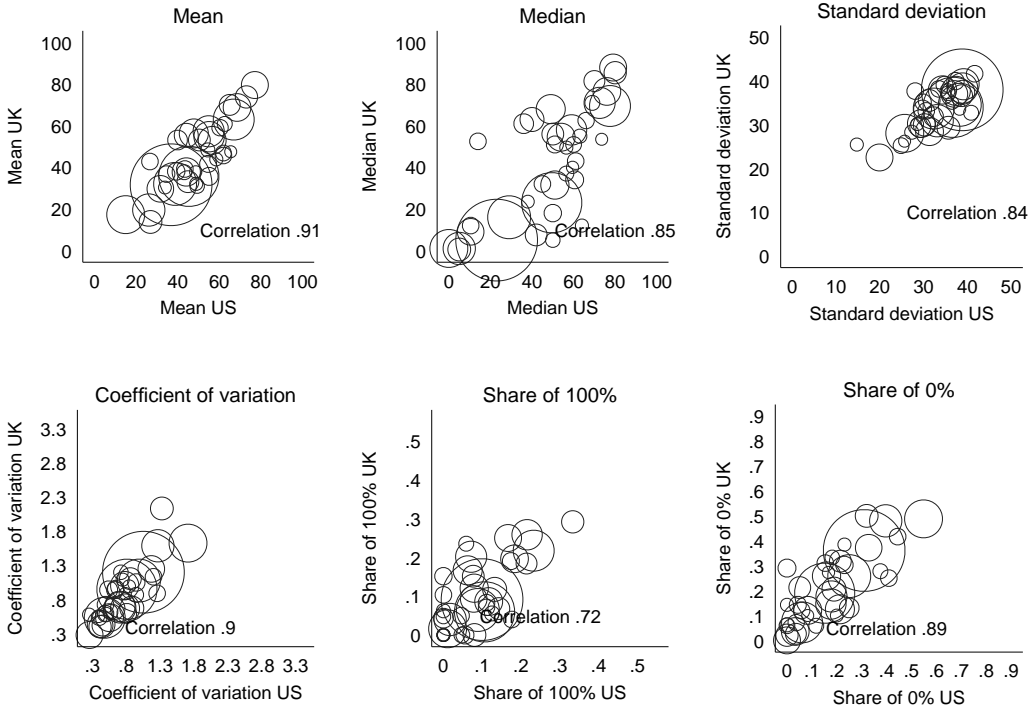 Mean
100
80
60
40
20
0
Mean UK
Correlation .91
0 20 40 60 80 100
Mean US
Median
100
80
60
40
20
0
Median UK
Correlation .85
0 20 40 60 80 100
Median US
Standard deviation
50
40
30
20
10
0
Standard deviation UK
Correlation .84
0 10 20 30 40 50
Standard deviation US
Coefficient of variation
3.3
2.8
2.3
1.8
1.3
.8
.3
Coefficient of variation UK
Correlation .9
.3 .8 1.3 1.8 2.3 2.8 3.3
Coefficient of variation US
Share of 100%
.5
.4
.3
.2
.1
0
Share of 100% UK
Correlation .72
0 .1 .2 .3 .4 .5
Share of 100% US
Share of 0%
.9
.8
.7
.6
.5
.4
.3
.2
.1
0
Share of 0% UK
Correlation .89
0 .1 .2 .3 .4 .5 .6 .7 .8 .9
Share of 0% US